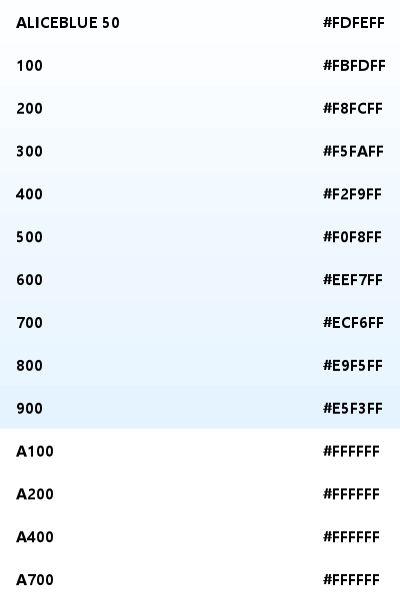 ALICEBLUE 50 #FDFEFF
100 #FBFDFF
200 #F8FCFF
300 #F5FAFF
400 #F2F9FF
500 #F0F8FF
600 #EEF7FF
700 #ECF6FF
800 #E9F5FF
900 #E5F3FF
A100 #FFFFFF
A200 #FFFFFF
A400 #FFFFFF
A700 #FFFFFF